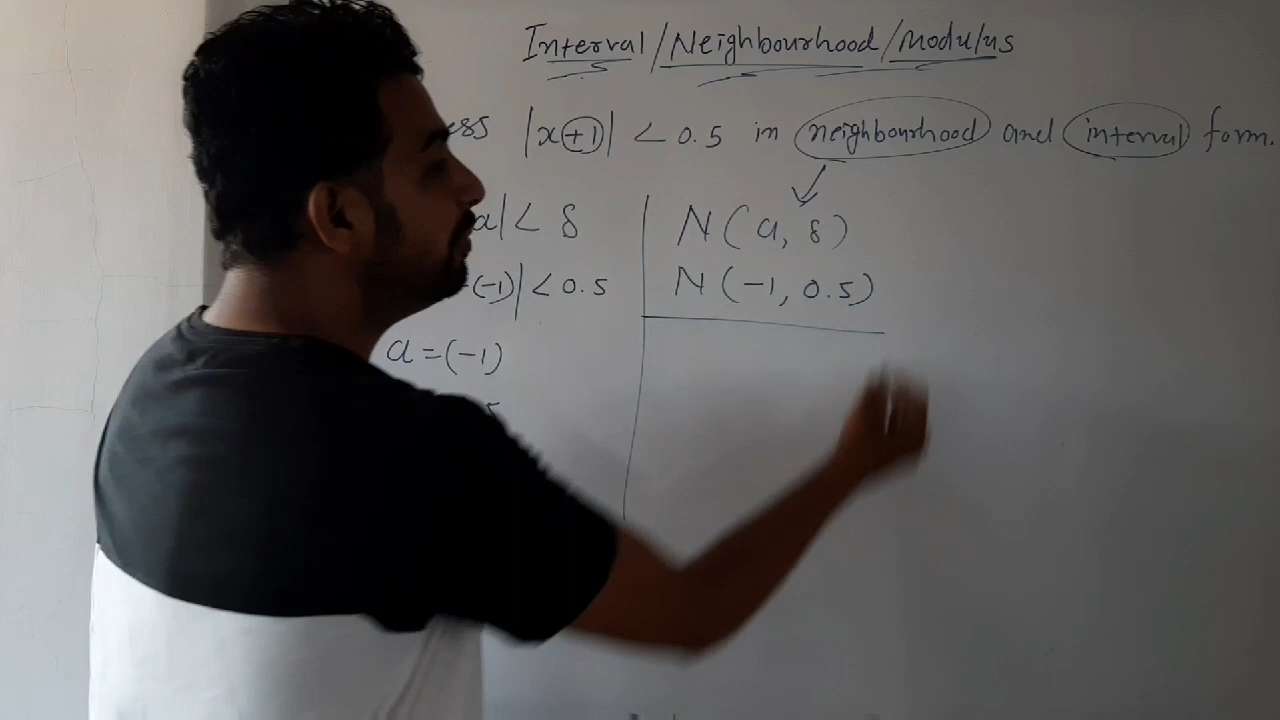 Interval/Neighbourhood/Modulus
ess |x+1| < 0.5 in neighbourhood and interval form.
a| < δ
N(a, δ)
-(-1)| < 0.5
N(-1, 0.5)
a = (-1)